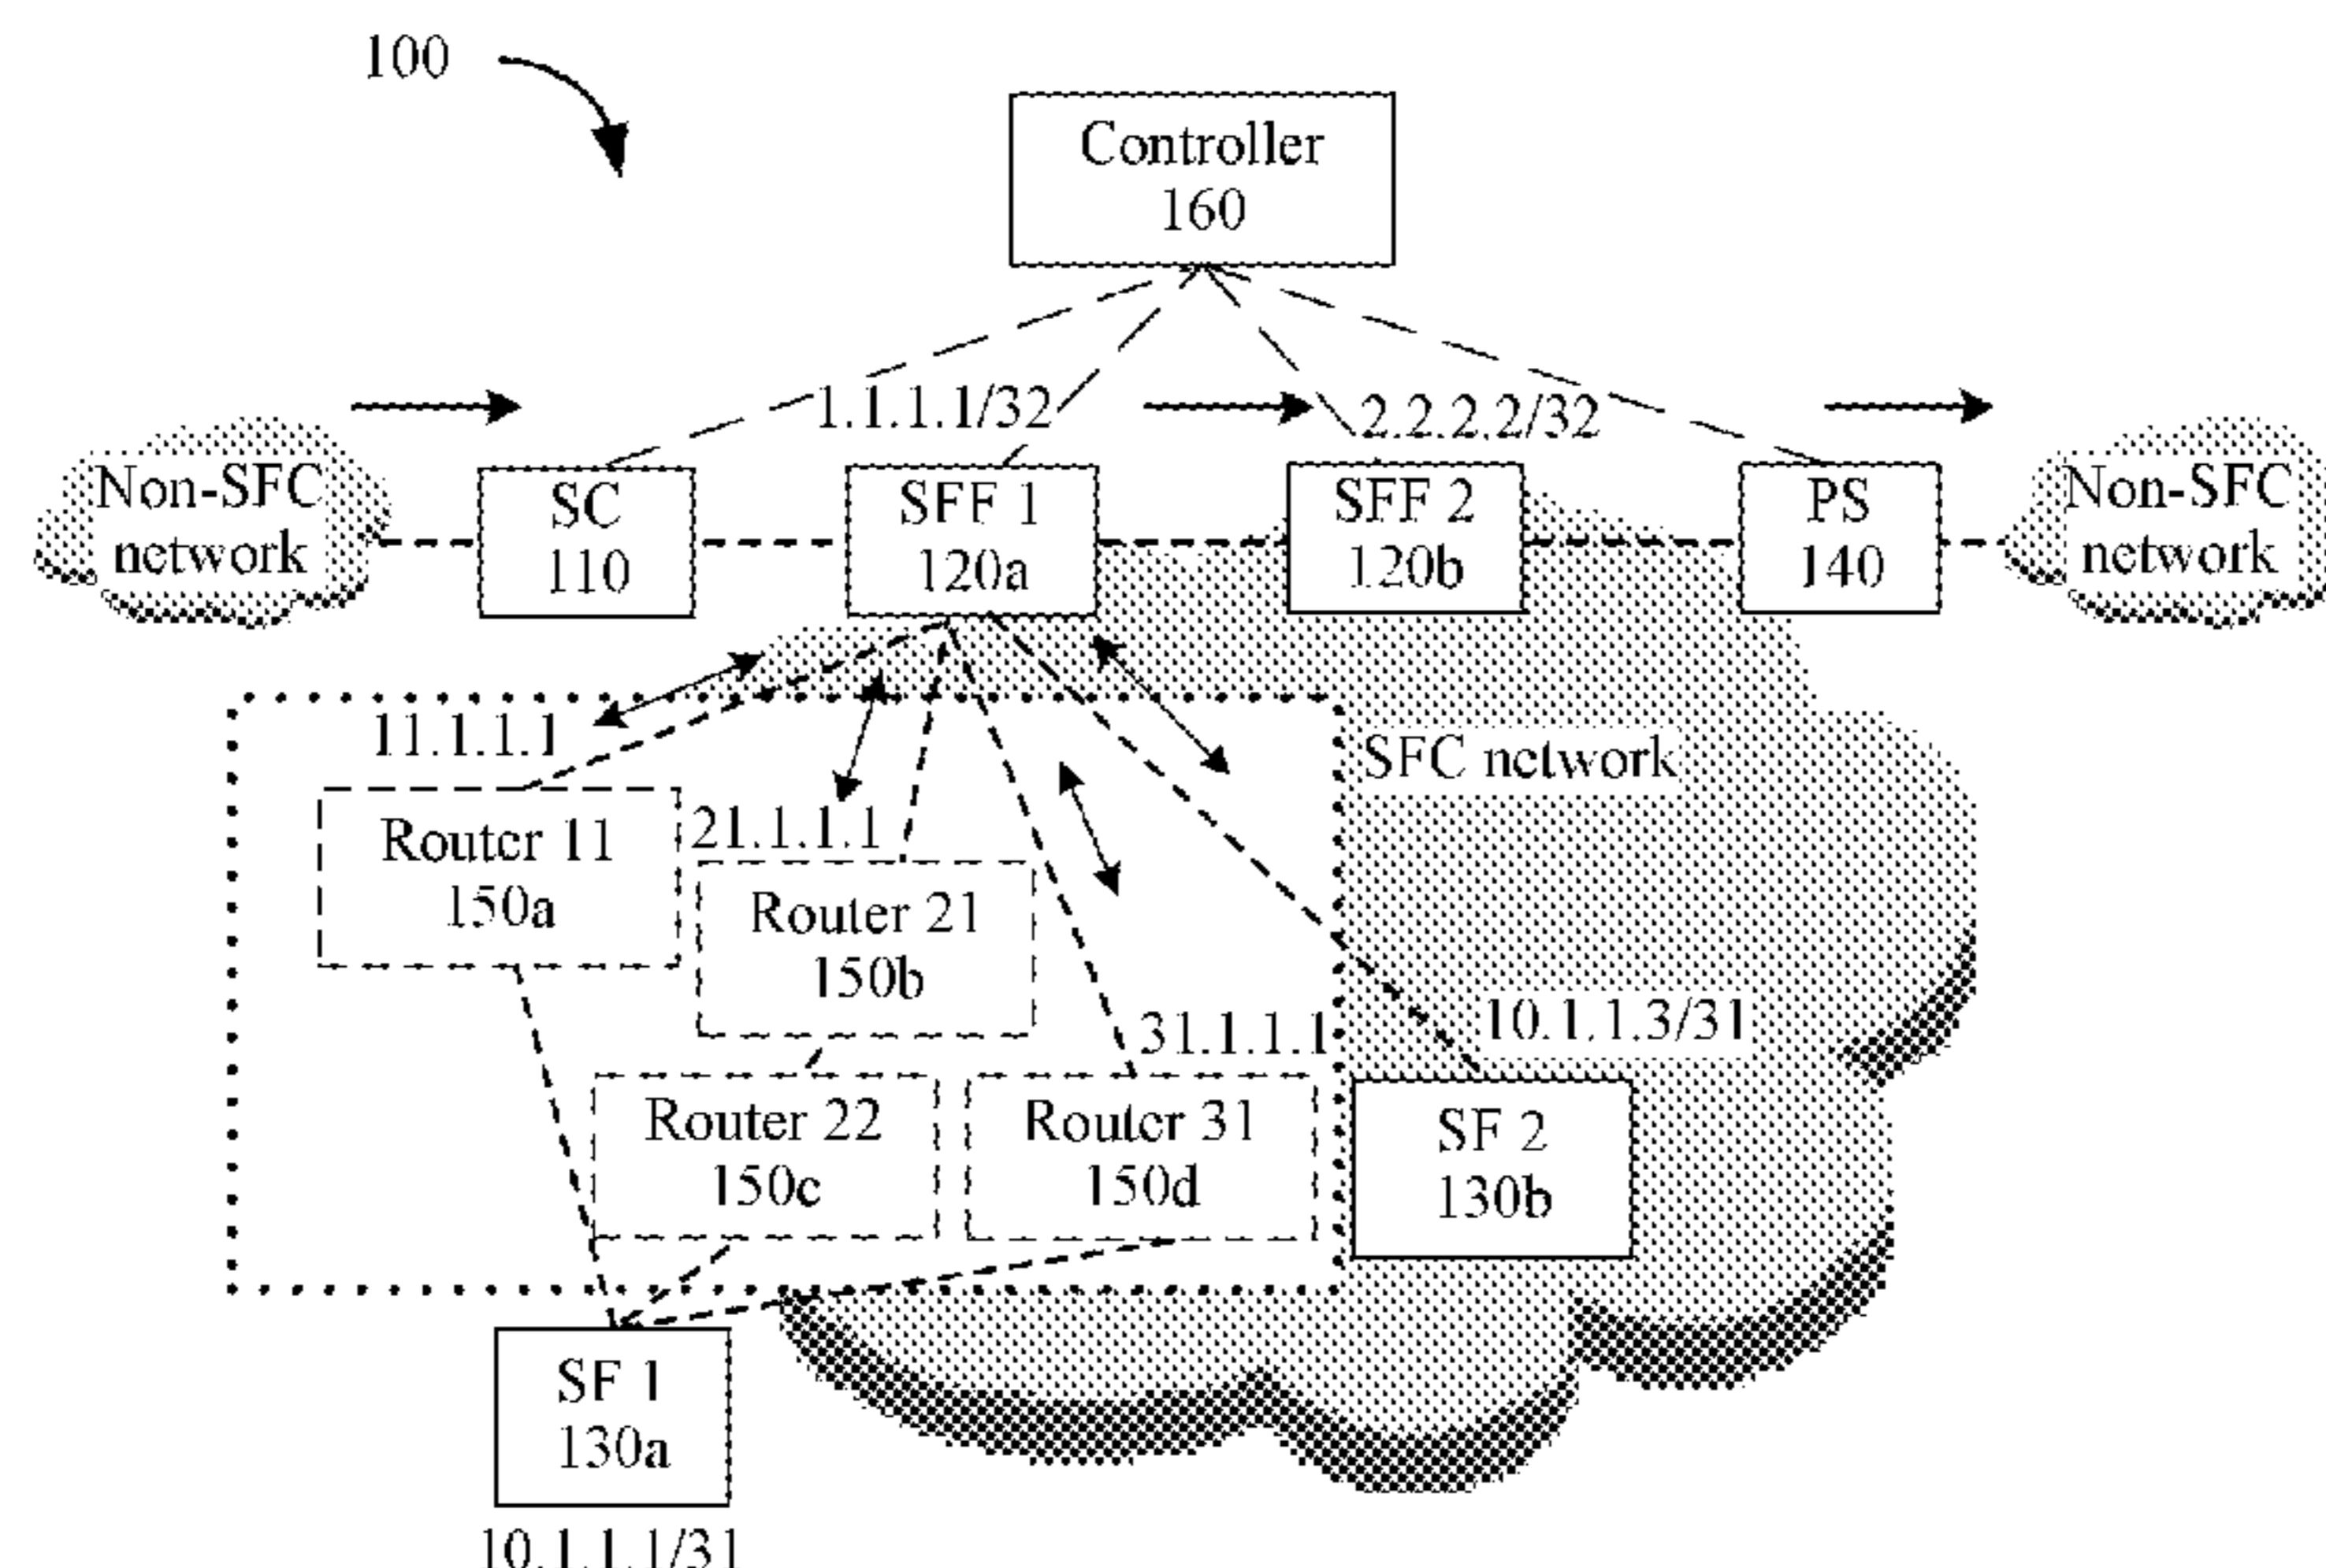 100
Controller
160
1.1.1.1/32
2.2.2.2/32
Non-SFC
network
SC
110
SFF 1
120a
SFF 2
120b
PS
140
Non-SFC
network
11.1.1.1
SFC network
21.1.1.1
Router 11
150a
Router 21
150b
31.1.1.1
10.1.1.3/31
Router 22
150c
Router 31
150d
SF 2
130b
SF 1
130a
10.1.1.1/31